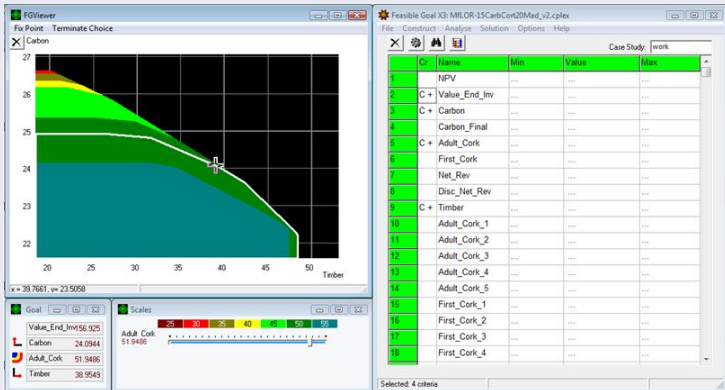 FGViewer
Fix Point Terminate Choice
Carbon
27
26
25
24
23
22
20 25 30 35 40 45 50
Timber
x = 39.7661, y= 23.5058
Goal
Value_End_Inv 156.925
Carbon 24.0944
Adult_Cork 51.9486
Timber 38.9549
Scales
25 30 35 40 45 50 55
Adult Cork
51.9486
Feasible Goal X3: MfLOR-15CarbCort20Mad_v2.cplex
File Construct Analyse Solution Options Help
Case Study: work
Cr Name Min Value Max
1 NPV ... ... ...
2 C + Value_End_Inv ... ... ...
3 C + Carbon ... ... ...
4 Carbon_Final ... ... ...
5 C + Adult_Cork ... ... ...
6 First_Cork ... ... ...
7 Net_Rev ... ... ...
8 Disc_Net_Rev ... ... ...
9 C + Timber ... ... ...
10 Adult_Cork_1 ... ... ...
11 Adult_Cork_2 ... ... ...
12 Adult_Cork_3 ... ... ...
13 Adult_Cork_4 ... ... ...
14 Adult_Cork_5 ... ... ...
15 First_Cork_1 ... ... ...
16 First_Cork_2 ... ... ...
17 First_Cork_3 ... ... ...
18 First_Cork_4 ... ... ...
Selected: 4 criteria